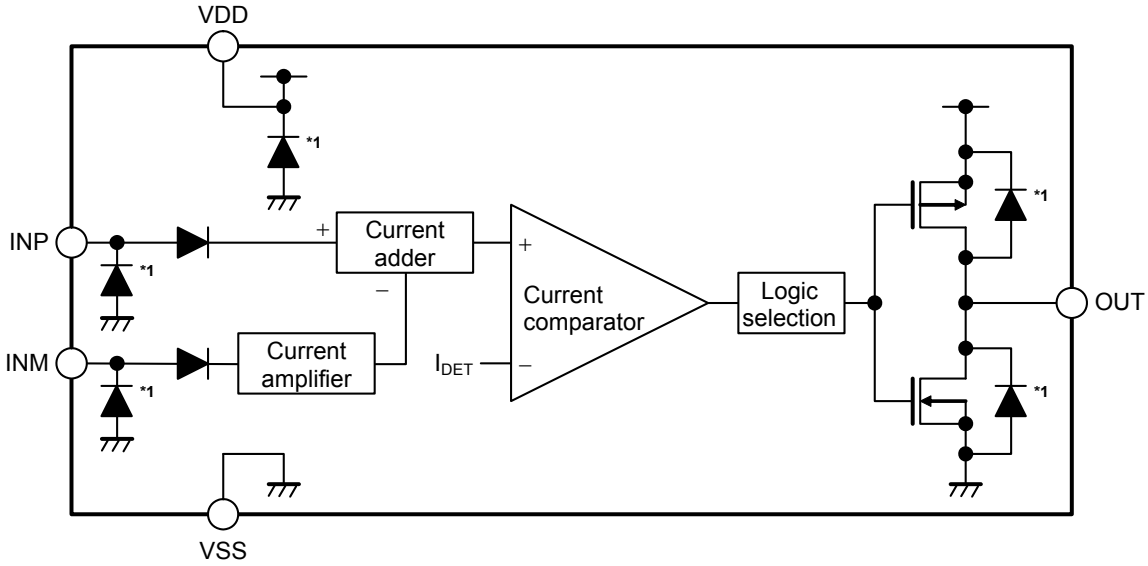 VDD
*1
*1
INP
*1
+
Current
adder
−
+
Current
comparator
I_DET
−
Logic
selection
OUT
INM
*1
Current
amplifier
*1
VSS